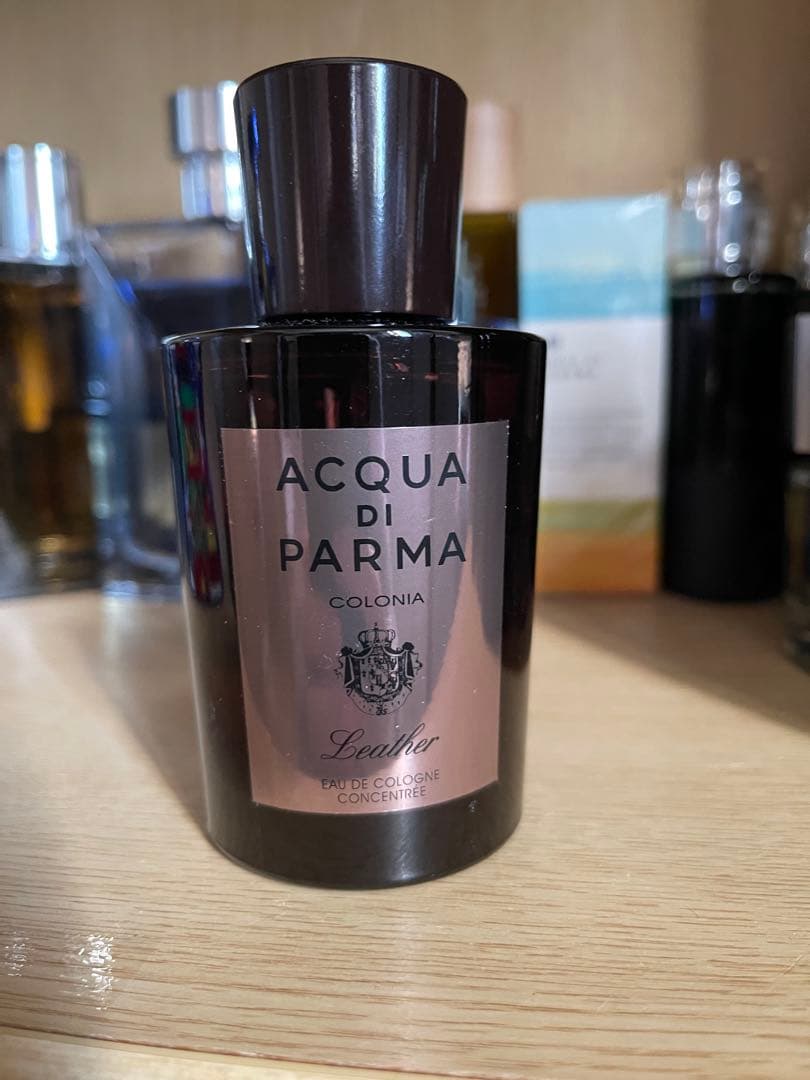 ACQUA
DI
PARMA
COLONIA
Leather
EAU DE COLOGNE
CONCENTRÉE